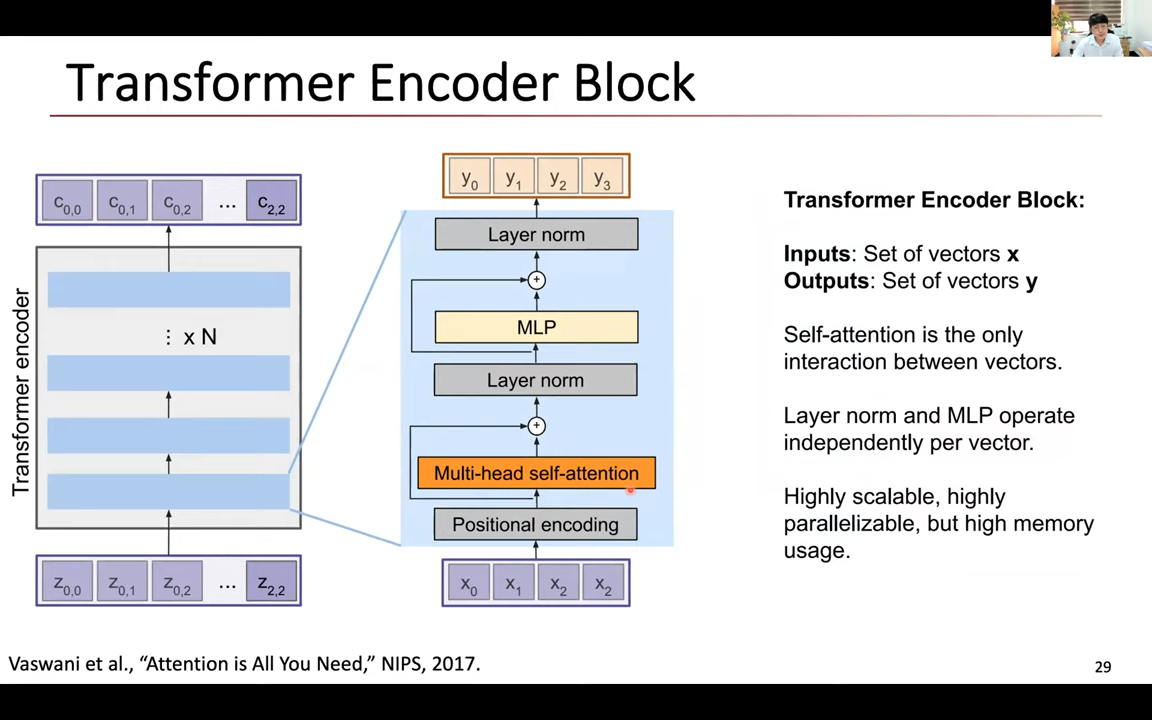 Transformer Encoder Block
c0,0 c0,1 c0,2 ... c2,2
Transformer encoder
⋮ x N
z0,0 z0,1 z0,2 ... z2,2
y0 y1 y2 y3
Layer norm
+
MLP
Layer norm
+
Multi-head self-attention
Positional encoding
x0 x1 x2 x2
Transformer Encoder Block:
Inputs: Set of vectors x
Outputs: Set of vectors y
Self-attention is the only
interaction between vectors.
Layer norm and MLP operate
independently per vector.
Highly scalable, highly
parallelizable, but high memory
usage.
Vaswani et al., “Attention is All You Need,” NIPS, 2017.
29